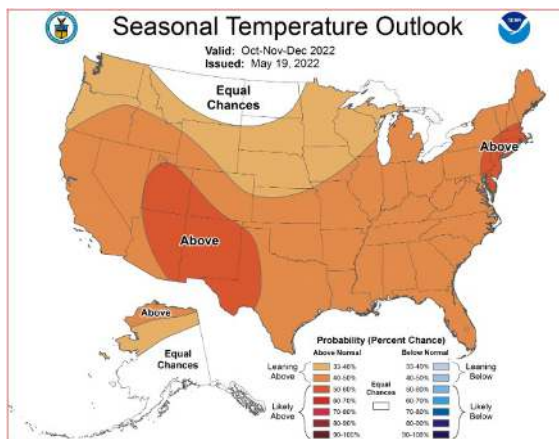 Seasonal Temperature Outlook
Valid: Oct-Nov-Dec 2022
Issued: May 19, 2022
NOAA
Equal
Chances
Above
Above
Above
Equal
Chances
Probability (Percent Chance)
Above Normal
Below Normal
Leaning
Above
33-40%
40-50%
Likely
Above
50-60%
60-70%
70-80%
80-90%
90-100%
Equal
Chances
33-40%
40-50%
Leaning
Below
50-60%
60-70%
70-80%
80-90%
90-100%
Likely
Below